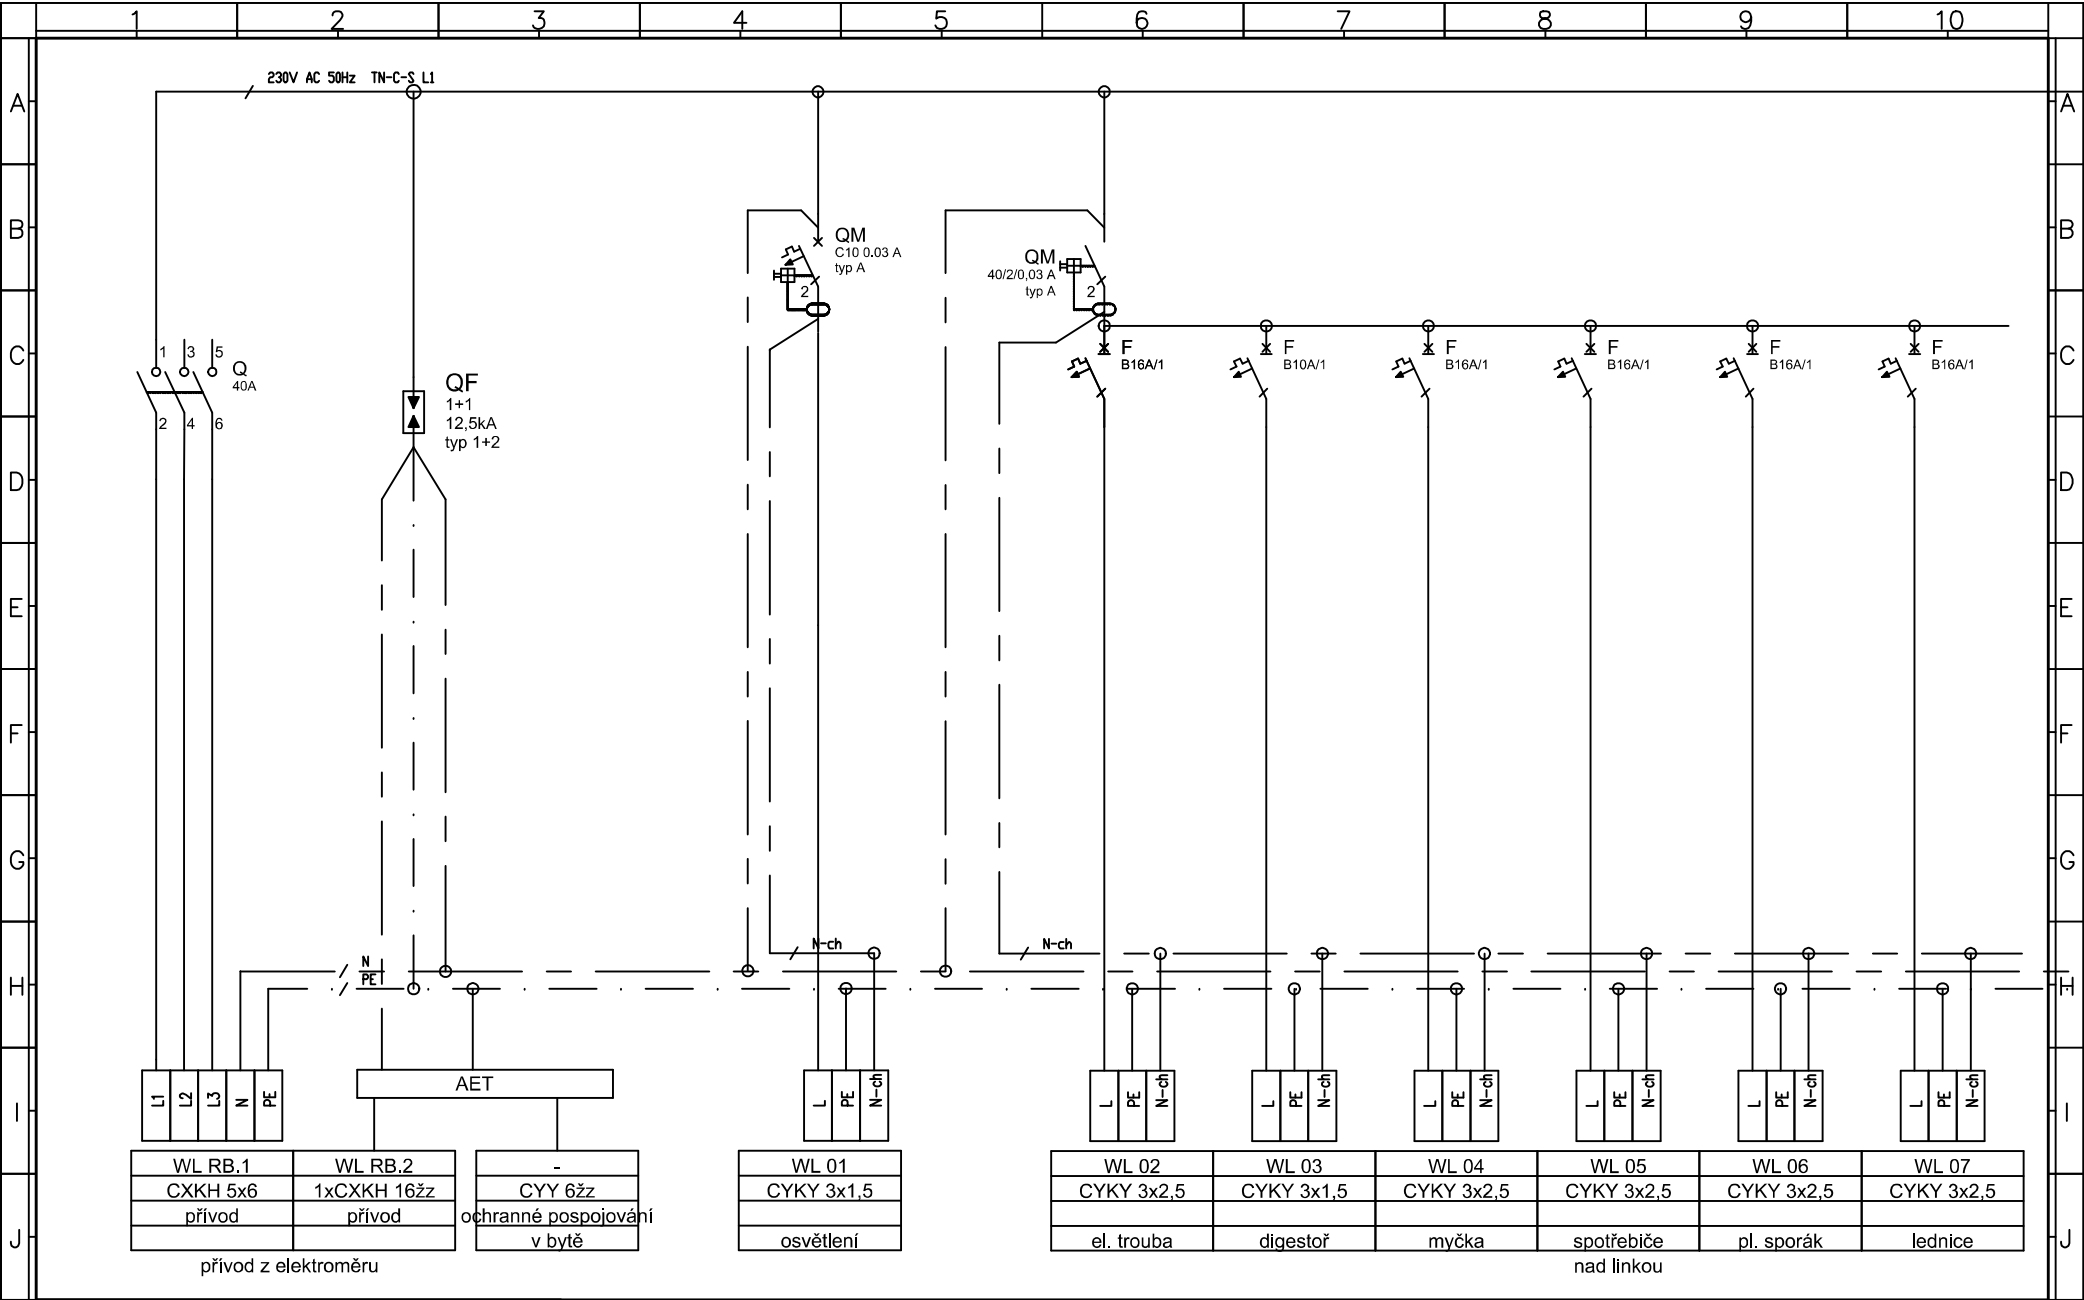 1 2 3 4 5 6 7 8 9 10
A A
B B
C C
D D
E E
F F
G G
H H
I I
J J
230V AC 50Hz TN-C-S L1
1 3 5
2 4 6
Q
40A
QF
1+1
12,5kA
typ 1+2
QM
C10 0.03 A
typ A
2
QM
40/2/0,03 A
typ A
2
F
B16A/1
F
B10A/1
F
B16A/1
F
B16A/1
F
B16A/1
F
B16A/1
N
PE
N-ch
N-ch
L1 L2 L3 N PE
AET
L PE N-ch
L PE N-ch
L PE N-ch
L PE N-ch
L PE N-ch
L PE N-ch
L PE N-ch
WL RB.1 WL RB.2 - WL 01 WL 02 WL 03 WL 04 WL 05 WL 06 WL 07
CXKH 5x6 1xCXKH 16žz CYY 6žz CYKY 3x1,5 CYKY 3x2,5 CYKY 3x1,5 CYKY 3x2,5 CYKY 3x2,5 CYKY 3x2,5 CYKY 3x2,5
přívod přívod ochranné pospojování
v bytě osvětlení el. trouba digestoř myčka spotřebiče pl. sporák lednice
přívod z elektroměru nad linkou